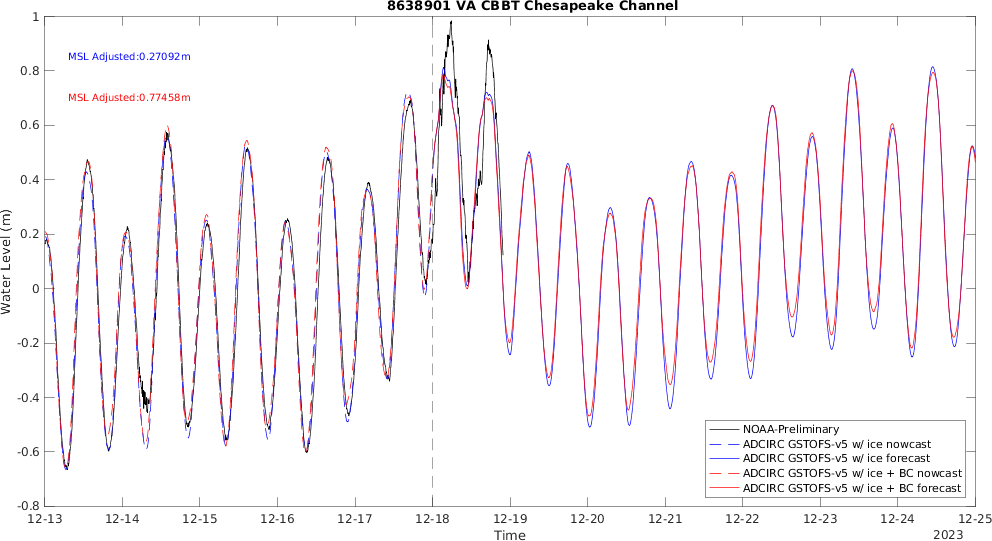 8638901 VA CBBT Chesapeake Channel
1
0.8
0.6
0.4
0.2
0
-0.2
-0.4
-0.6
-0.8
Water Level (m)
MSL Adjusted:0.27092m
MSL Adjusted:0.77458m
NOAA-Preliminary
ADCIRC GSTOFS-v5 w/ ice nowcast
ADCIRC GSTOFS-v5 w/ ice forecast
ADCIRC GSTOFS-v5 w/ ice + BC nowcast
ADCIRC GSTOFS-v5 w/ ice + BC forecast
12-13 12-14 12-15 12-16 12-17 12-18 12-19 12-20 12-21 12-22 12-23 12-24 12-25
Time
2023